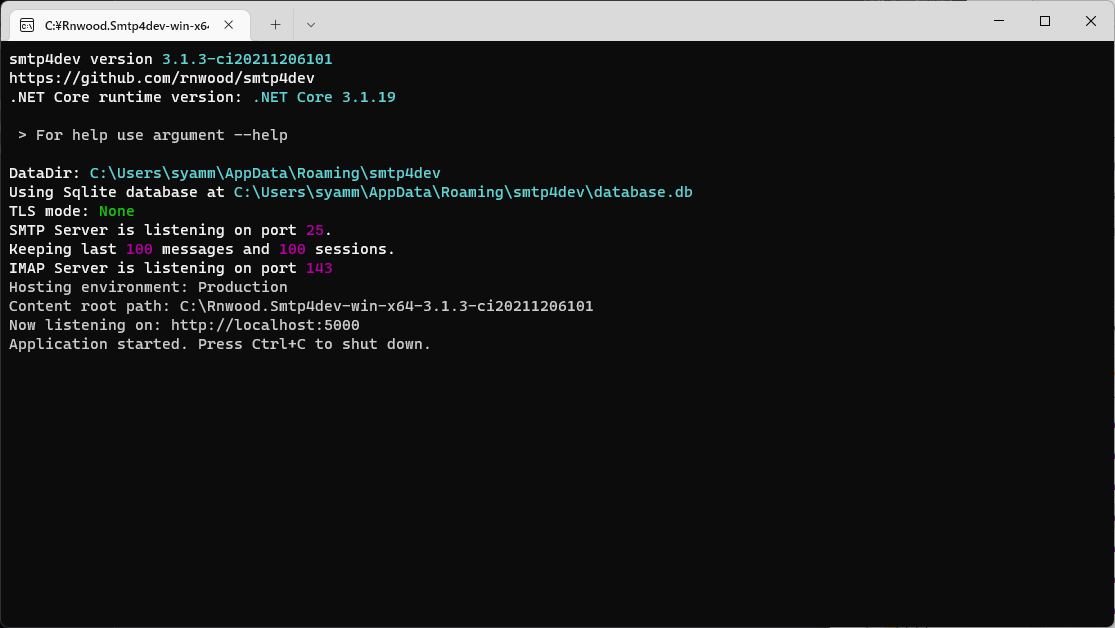 C:¥Rnwood.Smtp4dev-win-x64
smtp4dev version 3.1.3-ci20211206101
https://github.com/rnwood/smtp4dev
.NET Core runtime version: .NET Core 3.1.19
> For help use argument --help
DataDir: C:\Users\syamm\AppData\Roaming\smtp4dev
Using Sqlite database at C:\Users\syamm\AppData\Roaming\smtp4dev\database.db
TLS mode: None
SMTP Server is listening on port 25.
Keeping last 100 messages and 100 sessions.
IMAP Server is listening on port 143
Hosting environment: Production
Content root path: C:\Rnwood.Smtp4dev-win-x64-3.1.3-ci20211206101
Now listening on: http://localhost:5000
Application started. Press Ctrl+C to shut down.